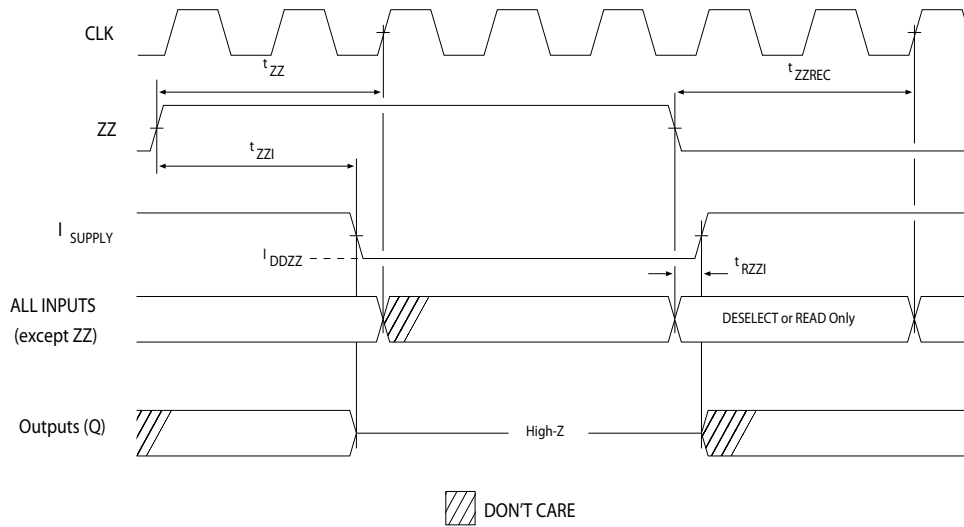 CLK
t ZZ
t ZZREC
ZZ
t ZZI
I SUPPLY
I DDZZ
t RZZI
ALL INPUTS
(except ZZ)
DESELECT or READ Only
Outputs (Q)
High-Z
DON'T CARE